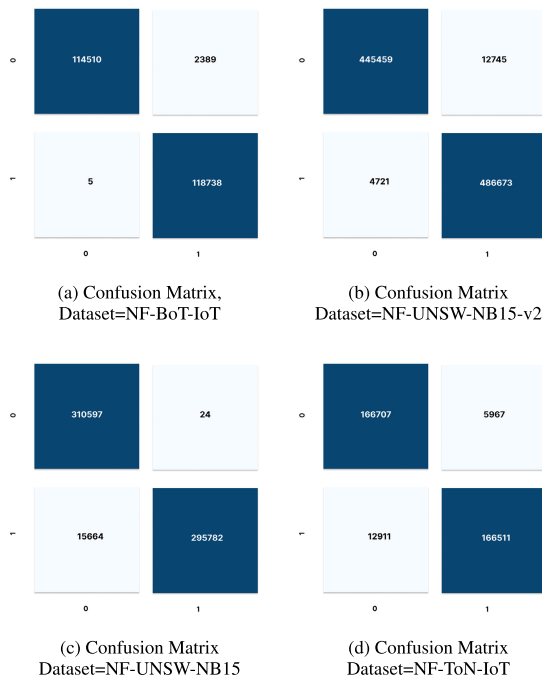 0 114510 2389
1 5 118738
0 1
(a) Confusion Matrix,
Dataset=NF-BoT-IoT
0 445459 12745
1 4721 486673
0 1
(b) Confusion Matrix
Dataset=NF-UNSW-NB15-v2
0 310597 24
1 15664 295782
0 1
(c) Confusion Matrix
Dataset=NF-UNSW-NB15
0 166707 5967
1 12911 166511
0 1
(d) Confusion Matrix
Dataset=NF-ToN-IoT